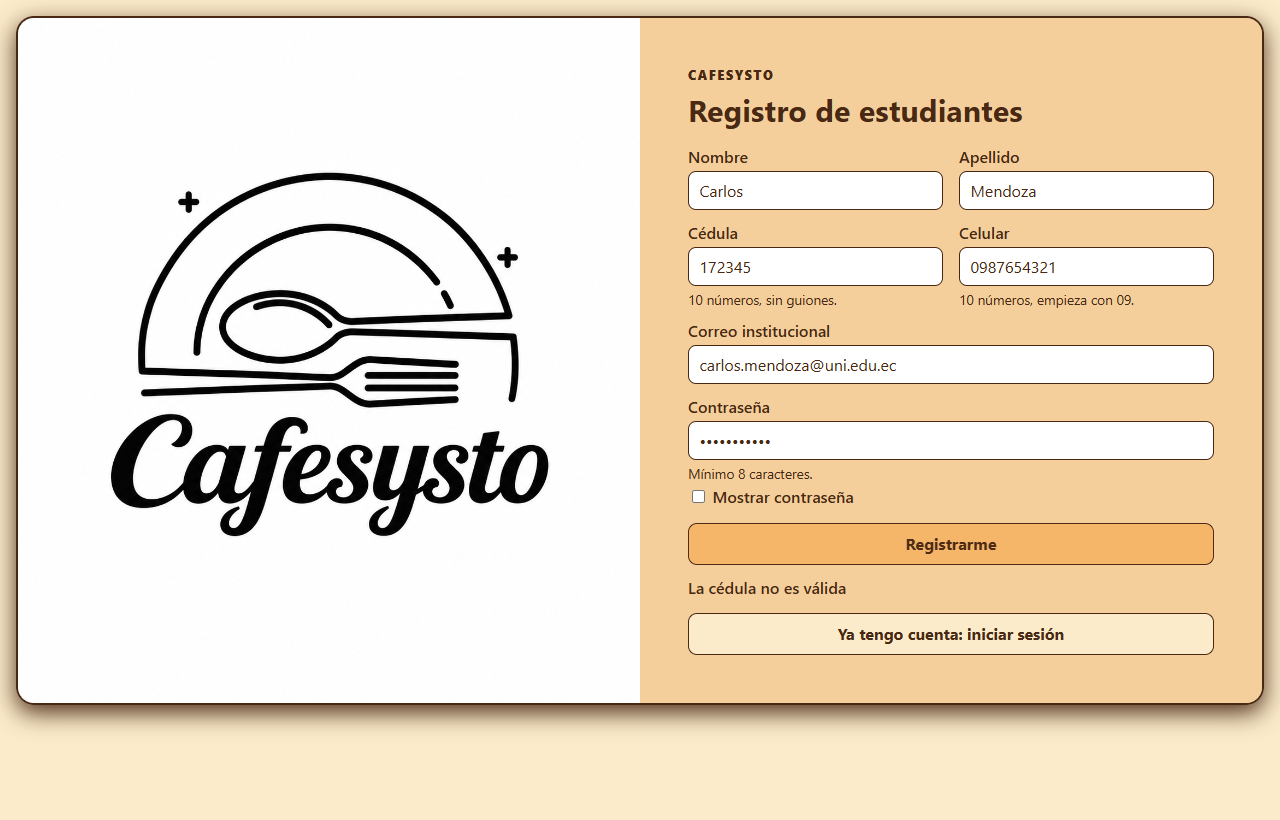 Cafesysto
CAFESYSTO
Registro de estudiantes
Nombre
Apellido
Carlos
Mendoza
Cédula
Celular
172345
0987654321
10 números, sin guiones.
10 números, empieza con 09.
Correo institucional
carlos.mendoza@uni.edu.ec
Contraseña
•••••••••••
Mínimo 8 caracteres.
Mostrar contraseña
Registrarme
La cédula no es válida
Ya tengo cuenta: iniciar sesión